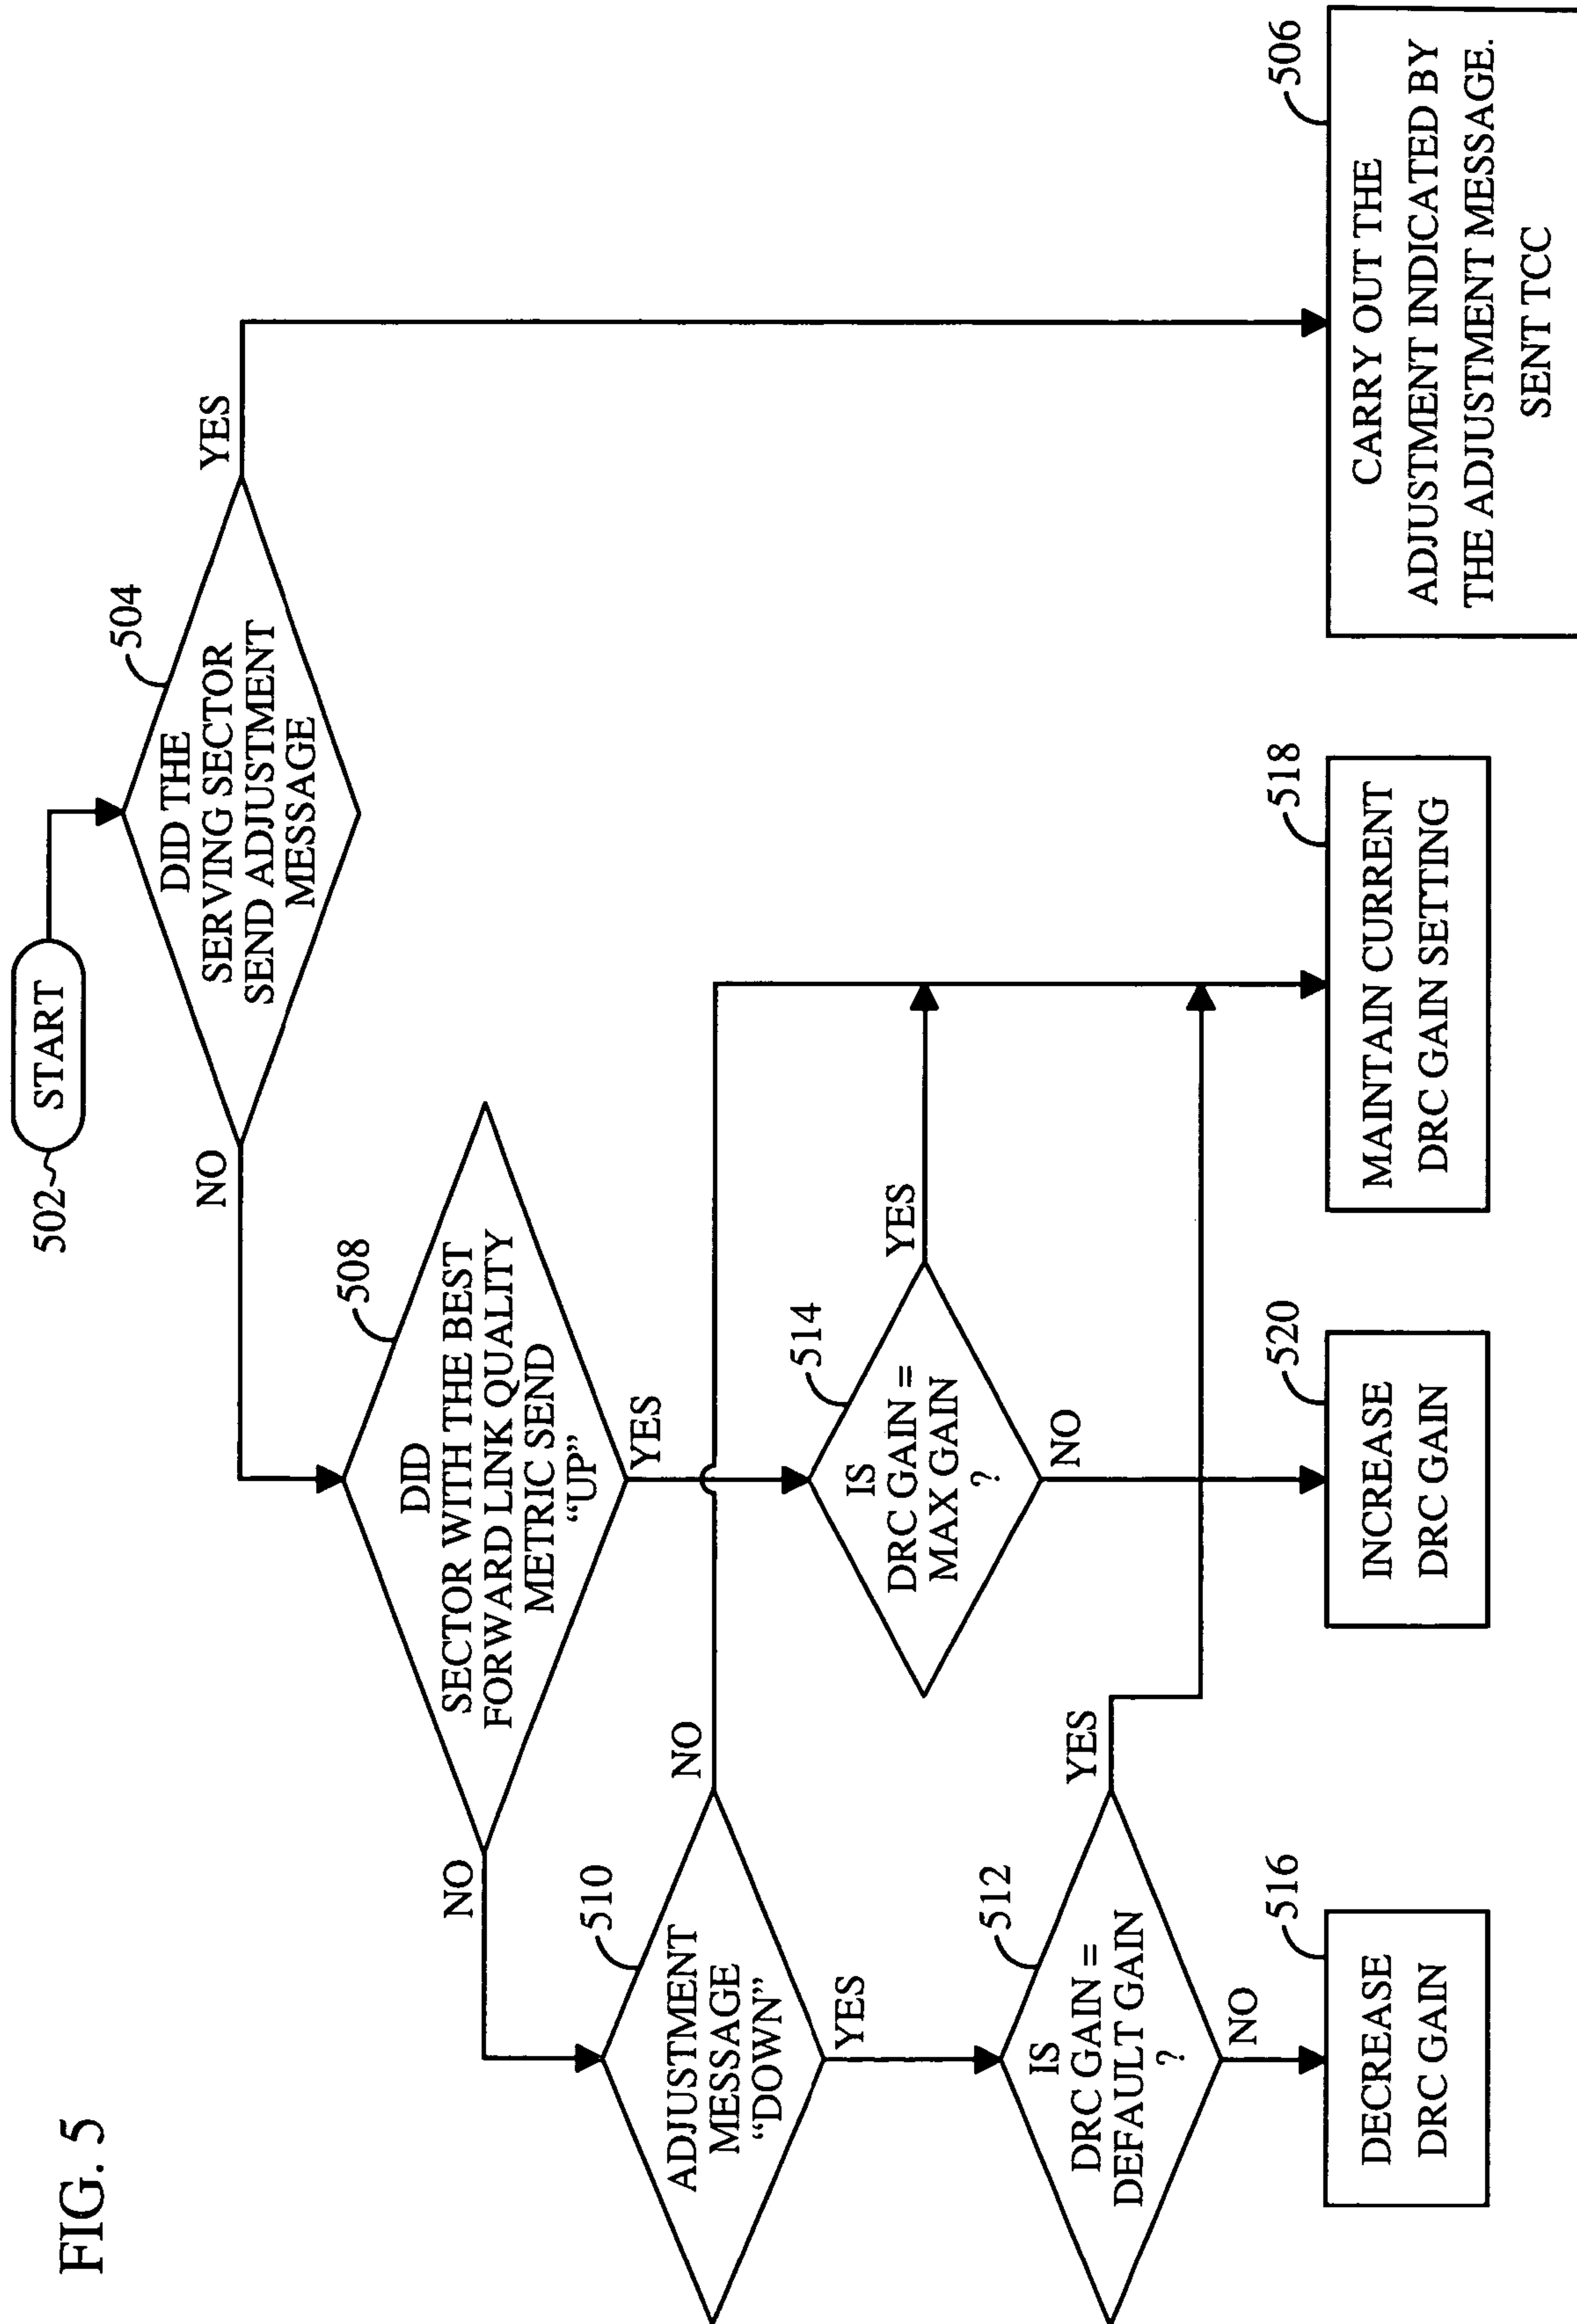 FIG. 5
502
START
504
DID THE
SERVING SECTOR
SEND ADJUSTMENT
MESSAGE
NO
YES
508
DID
SECTOR WITH THE BEST
FORWARD LINK QUALITY
METRIC SEND
“UP”
NO
YES
510
ADJUSTMENT
MESSAGE
“DOWN”
NO
YES
514
IS
DRC GAIN =
MAX GAIN
?
YES
NO
512
IS
DRC GAIN =
DEFAULT GAIN
?
YES
NO
516
DECREASE
DRC GAIN
520
INCREASE
DRC GAIN
518
MAINTAIN CURRENT
DRC GAIN SETTING
506
CARRY OUT THE
ADJUSTMENT INDICATED BY
THE ADJUSTMENT MESSAGE.
SENT TCC